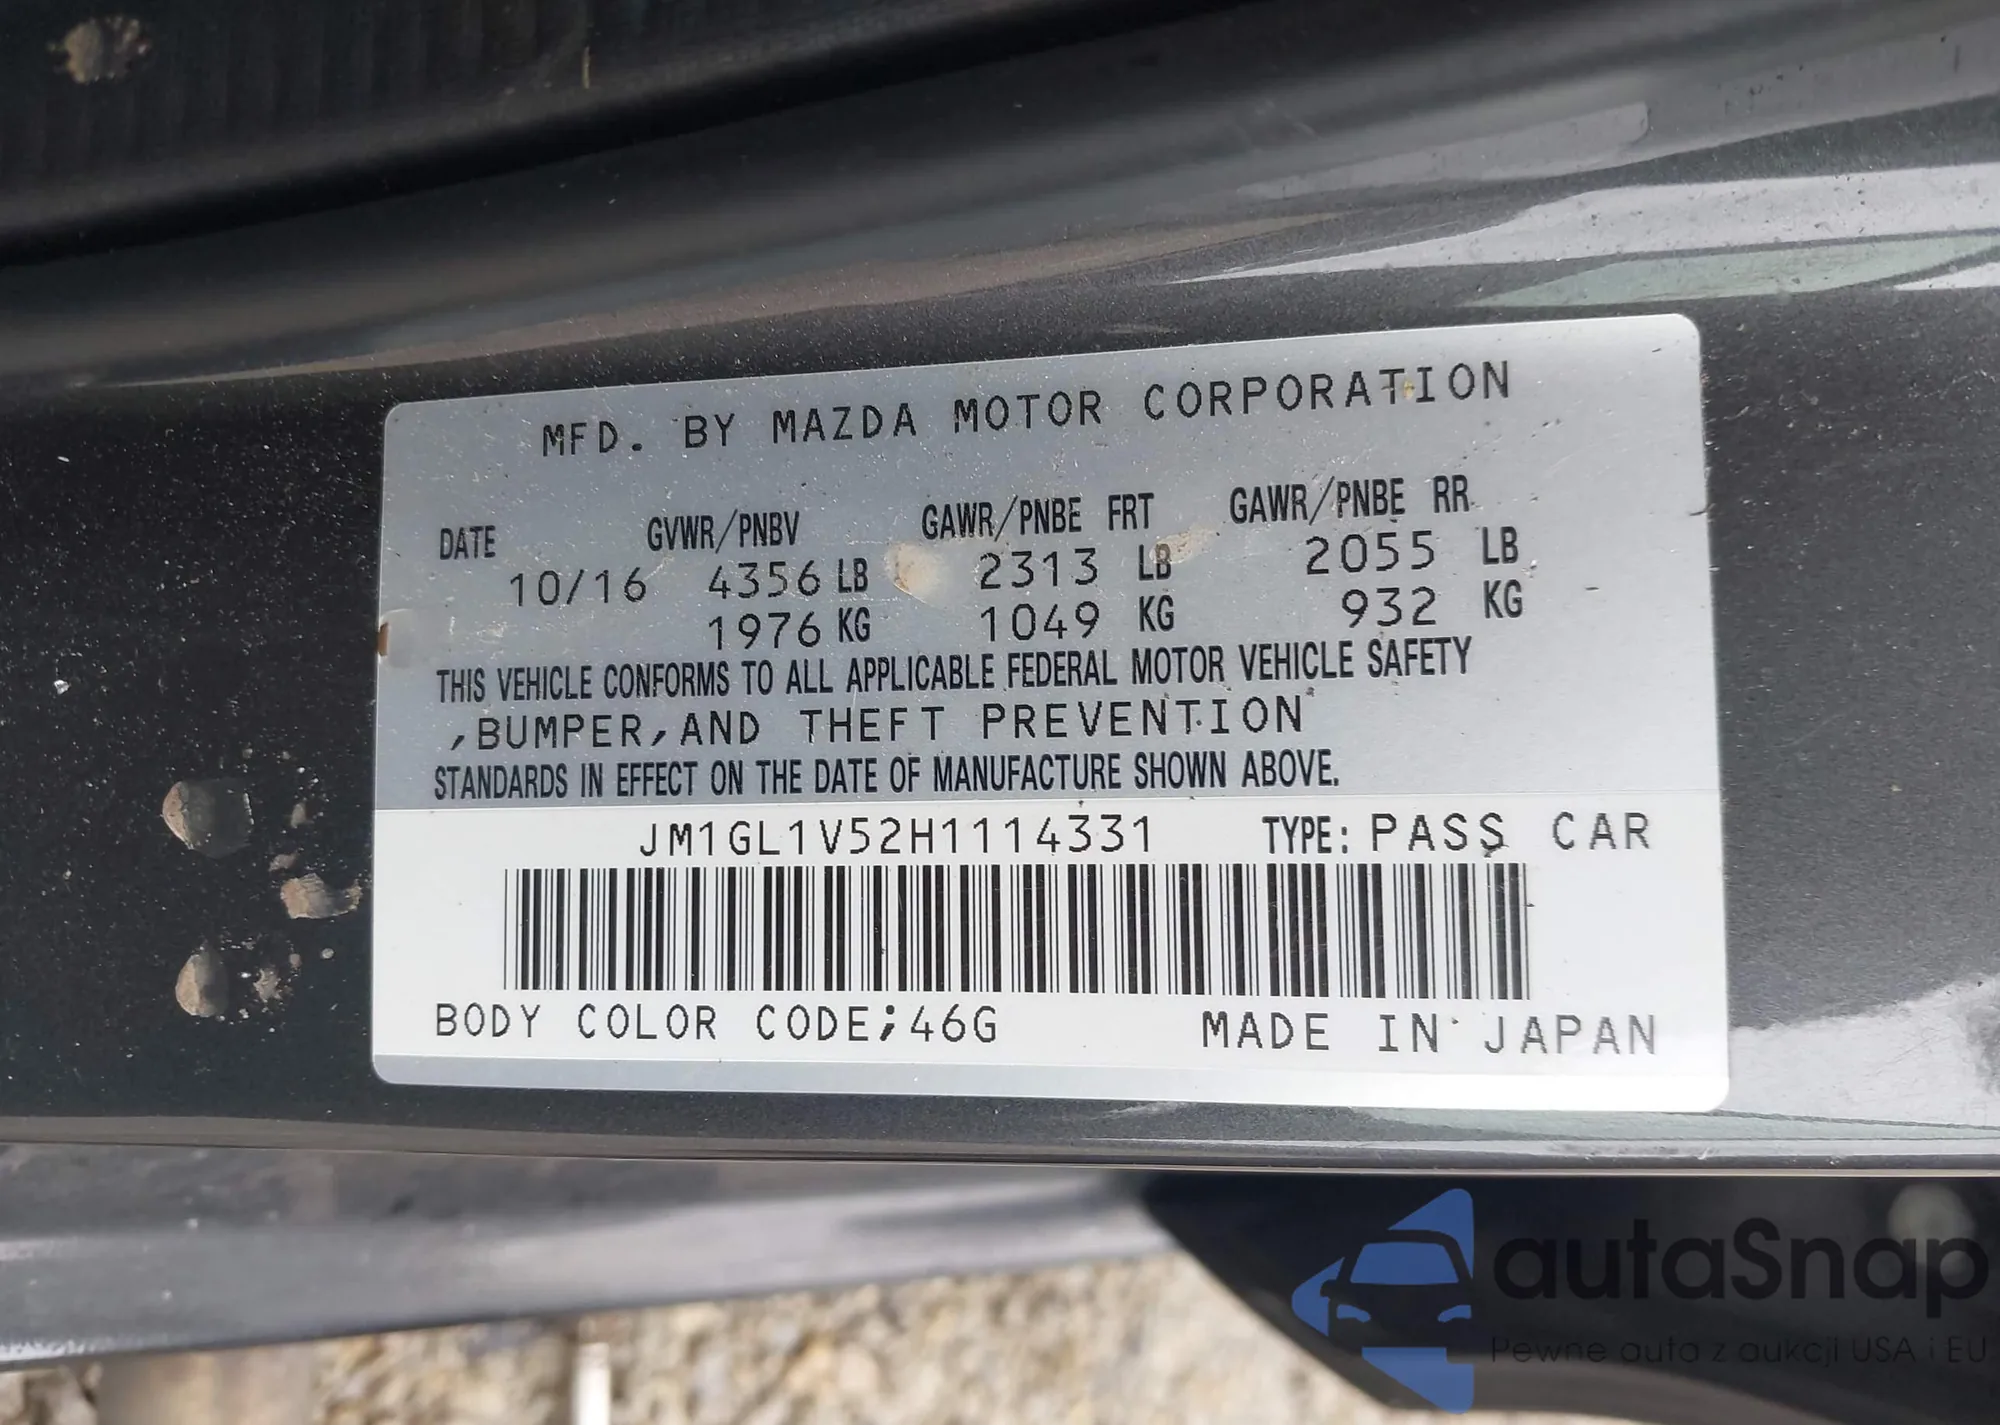 MFD. BY MAZDA MOTOR CORPORATION
DATE GVWR/PNBV GAWR/PNBE FRT GAWR/PNBE RR
10/16 4356 LB 2313 LB 2055 LB
1976 KG 1049 KG 932 KG
THIS VEHICLE CONFORMS TO ALL APPLICABLE FEDERAL MOTOR VEHICLE SAFETY
,BUMPER,AND THEFT PREVENTION
STANDARDS IN EFFECT ON THE DATE OF MANUFACTURE SHOWN ABOVE.
JM1GL1V52H1114331 TYPE: PASS CAR
BODY COLOR CODE;46G MADE IN JAPAN
autaSnap
Pewne auta z aukcji USA i EU